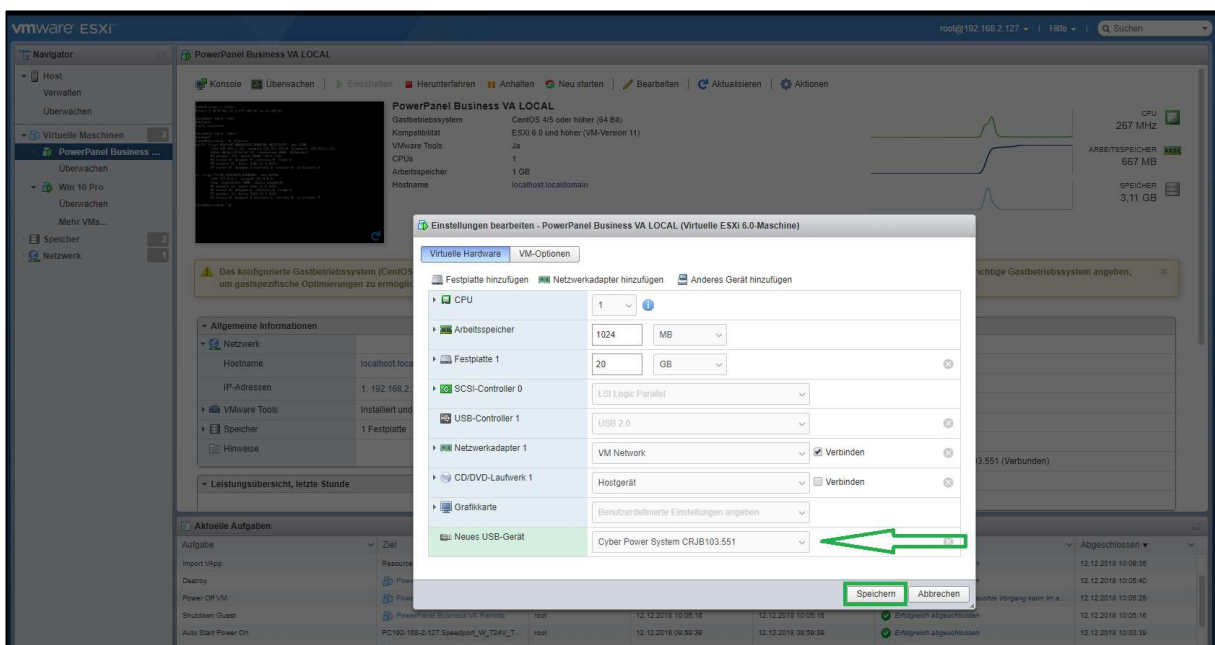 vmware ESXi
root@192.168.2.127 | Hilfe | Suchen
Navigator
Host
Verwalten
Überwachen
Virtuelle Maschinen 2
PowerPanel Business ...
Überwachen
Win 10 Pro
Überwachen
Mehr VMs...
Speicher 2
Netzwerk 1
PowerPanel Business VA LOCAL
Konsole Überwachen | Einschalten Herunterfahren Anhalten Neu starten | Bearbeiten | Aktualisieren | Aktionen
PowerPanel Business VA LOCAL
Gastbetriebssystem CentOS 4/5 oder höher (64 Bit)
Kompatibilität ESXi 6.0 und höher (VM-Version 11)
VMware Tools Ja
CPUs 1
Arbeitsspeicher 1 GB
Hostname localhost.localdomain
CPU
267 MHz
ARBEITSSPEICHER
667 MB
SPEICHER
3,11 GB
Das konfigurierte Gastbetriebssystem (CentOS
um gastspezifische Optimierungen zu ermöglic
ichtige Gastbetriebssystem angeben,
Allgemeine Informationen
Netzwerk
Hostname localhost.loca
IP-Adressen 1. 192.168.2.
VMware Tools Installiert und
Speicher 1 Festplatte
Hinweise
03.551 (Verbunden)
Leistungsübersicht, letzte Stunde
Einstellungen bearbeiten - PowerPanel Business VA LOCAL (Virtuelle ESXi 6.0-Maschine)
Virtuelle Hardware VM-Optionen
Festplatte hinzufügen Netzwerkadapter hinzufügen Anderes Gerät hinzufügen
CPU 1
Arbeitsspeicher 1024 MB
Festplatte 1 20 GB
SCSI-Controller 0 LSI Logic Parallel
USB-Controller 1 USB 2.0
Netzwerkadapter 1 VM Network Verbinden
CD/DVD-Laufwerk 1 Hostgerät Verbinden
Grafikkarte Benutzerdefinierte Einstellungen angeben
Neues USB-Gerät Cyber Power System CRJB103.551
Speichern Abbrechen
Aktuelle Aufgaben
Aufgabe Ziel Abgeschlossen
Import VApp Resource 12.12.2018 10:09:36
Destroy Powe 12.12.2018 10:05:40
Power Off VM Powe uchte Vorgang kann im a... 12.12.2018 10:05:25
Shutdown Guest PowerPanel Business VA Remote root 12.12.2018 10:05:16 12.12.2018 10:05:16 Erfolgreich abgeschlossen 12.12.2018 10:05:16
Auto Start Power On PC192-168-2-127.Speedport_W_724V_T... root 12.12.2018 09:59:39 12.12.2018 09:59:39 Erfolgreich abgeschlossen 12.12.2018 10:03:39